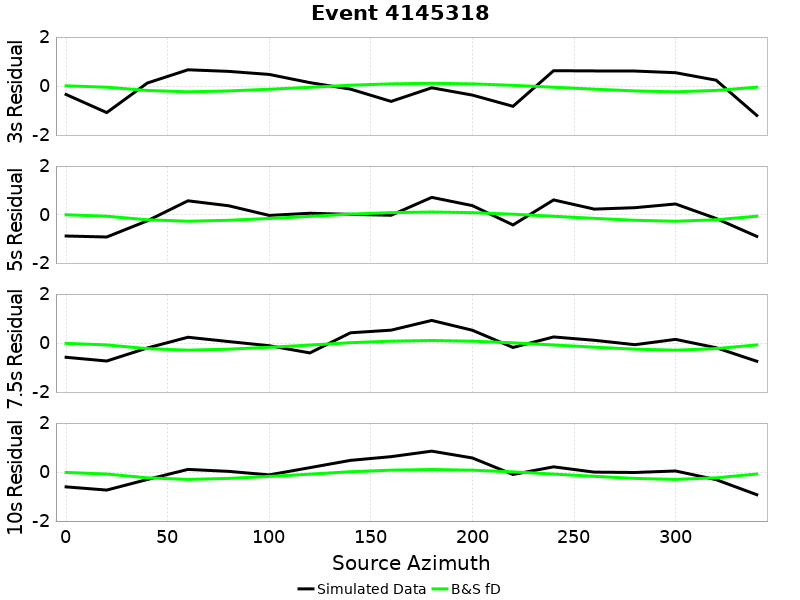 Event 4145318
3s Residual
2
0
-2
5s Residual
2
0
-2
7.5s Residual
2
0
-2
10s Residual
2
0
-2
0 50 100 150 200 250 300
Source Azimuth
Simulated Data B&S fD